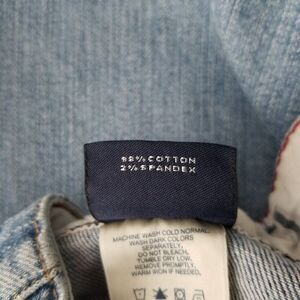 98% COTTON
2% SPANDEX
MACHINE WASH COLD NORMAL.
WASH DARK COLORS
SEPARATELY.
DO NOT BLEACH.
TUMBLE DRY LOW.
REMOVE PROMPTLY.
WARM IRON IF NEEDED.